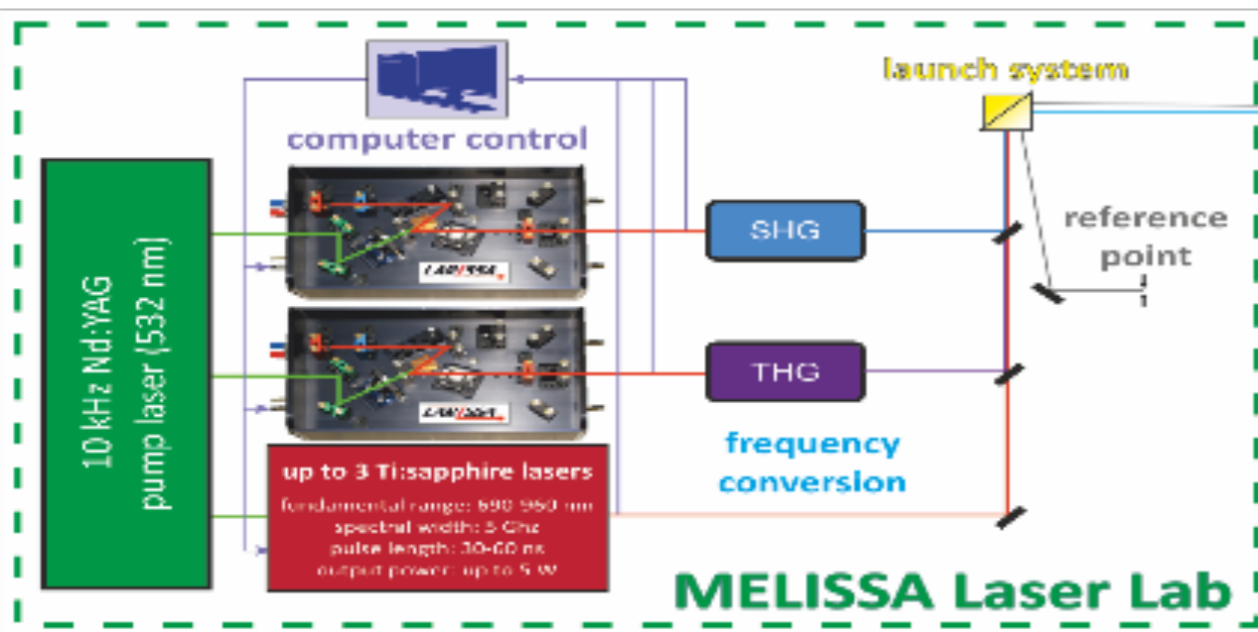 launch system
computer control
10 kHz Nd:YAG
pump laser (532 nm)
SHG
reference
point
LARISSA
THG
LARISSA
frequency
conversion
up to 3 Ti:sapphire lasers
fundamental range: 690-960 nm
spectral width: 5 Ghz
pulse length: 30-60 ns
output power: up to 5 W
MELISSA Laser Lab